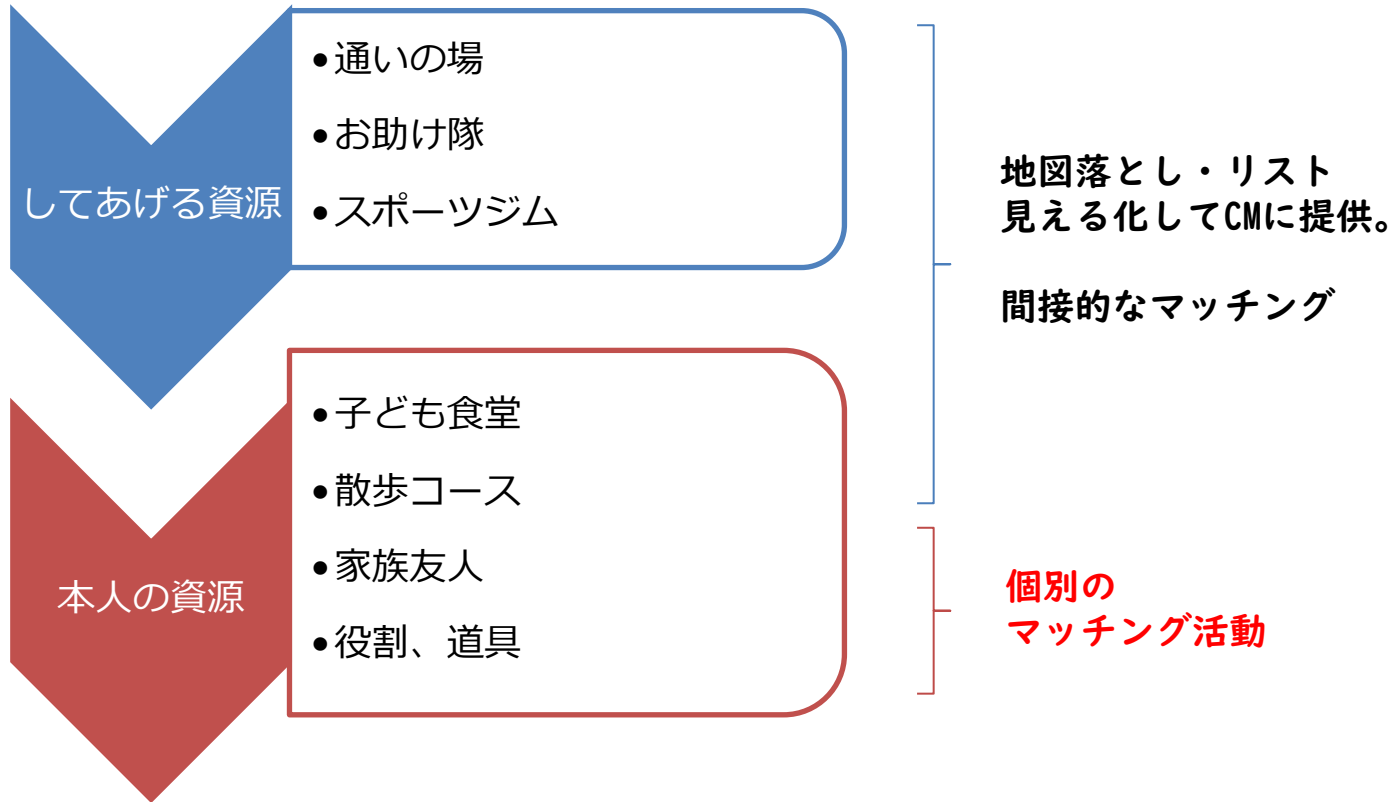 してあげる資源
•通いの場
•お助け隊
•スポーツジム
地図落とし・リスト
見える化してCMに提供。
間接的なマッチング
本人の資源
•子ども食堂
•散歩コース
•家族友人
•役割、道具
個別の
マッチング活動